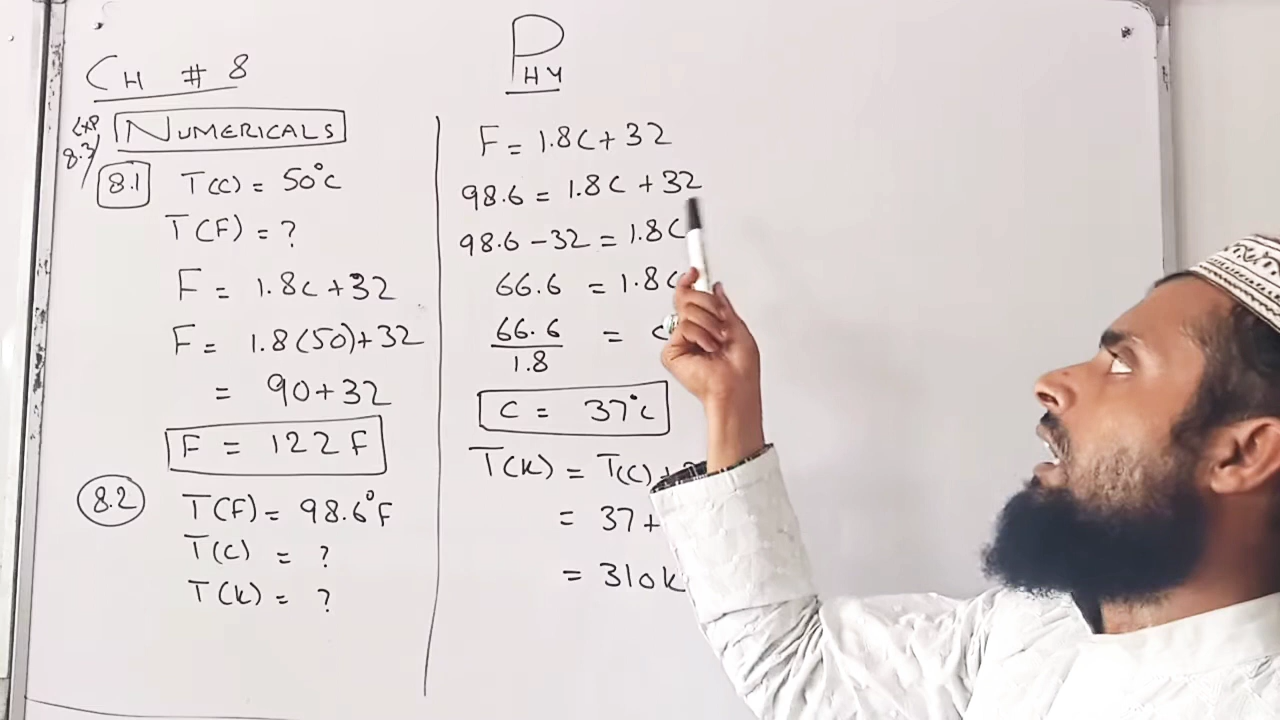 CH # 8
PHY
Exp 8.3/
NUMERICALS
8.1 T(C) = 50°C
T(F) = ?
F = 1.8C + 32
F = 1.8(50) + 32
= 90 + 32
F = 122F
8.2 T(F) = 98.6°F
T(C) = ?
T(K) = ?
F = 1.8C + 32
98.6 = 1.8C + 32
98.6 - 32 = 1.8C
66.6 = 1.8C
66.6/1.8 = C
C = 37°C
T(K) = T(C) +
= 37 +
= 310K